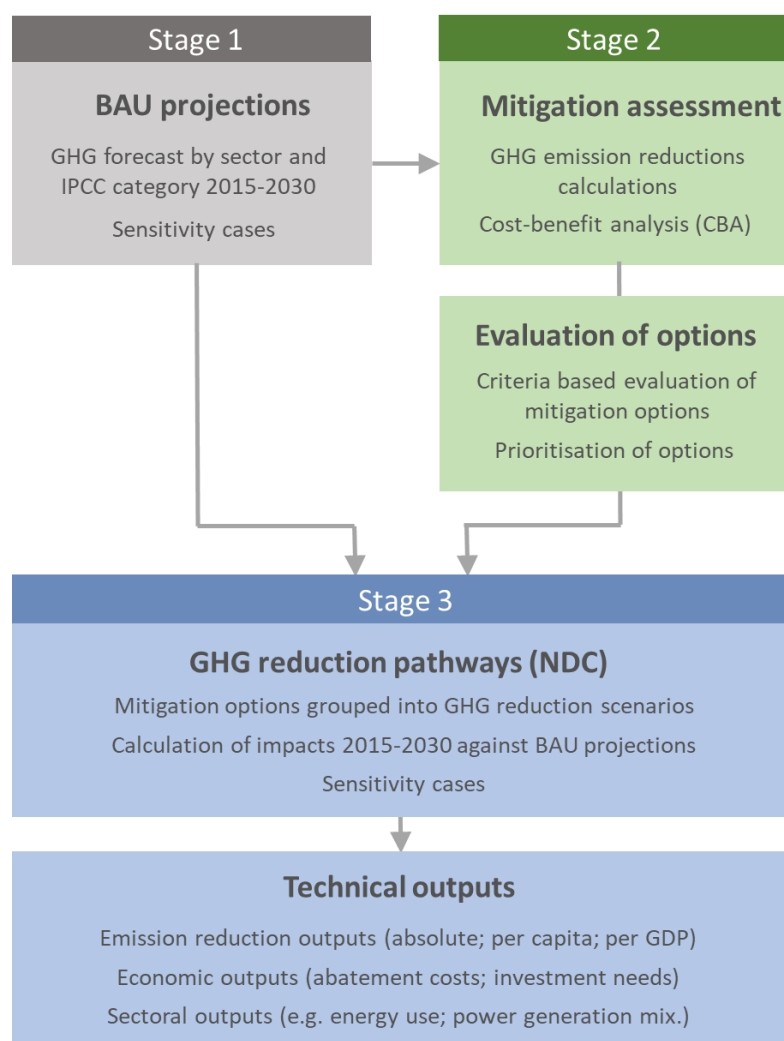 Stage 1
BAU projections
GHG forecast by sector and
IPCC category 2015-2030
Sensitivity cases
Stage 2
Mitigation assessment
GHG emission reductions
calculations
Cost-benefit analysis (CBA)
Evaluation of options
Criteria based evaluation of
mitigation options
Prioritisation of options
Stage 3
GHG reduction pathways (NDC)
Mitigation options grouped into GHG reduction scenarios
Calculation of impacts 2015-2030 against BAU projections
Sensitivity cases
Technical outputs
Emission reduction outputs (absolute; per capita; per GDP)
Economic outputs (abatement costs; investment needs)
Sectoral outputs (e.g. energy use; power generation mix.)